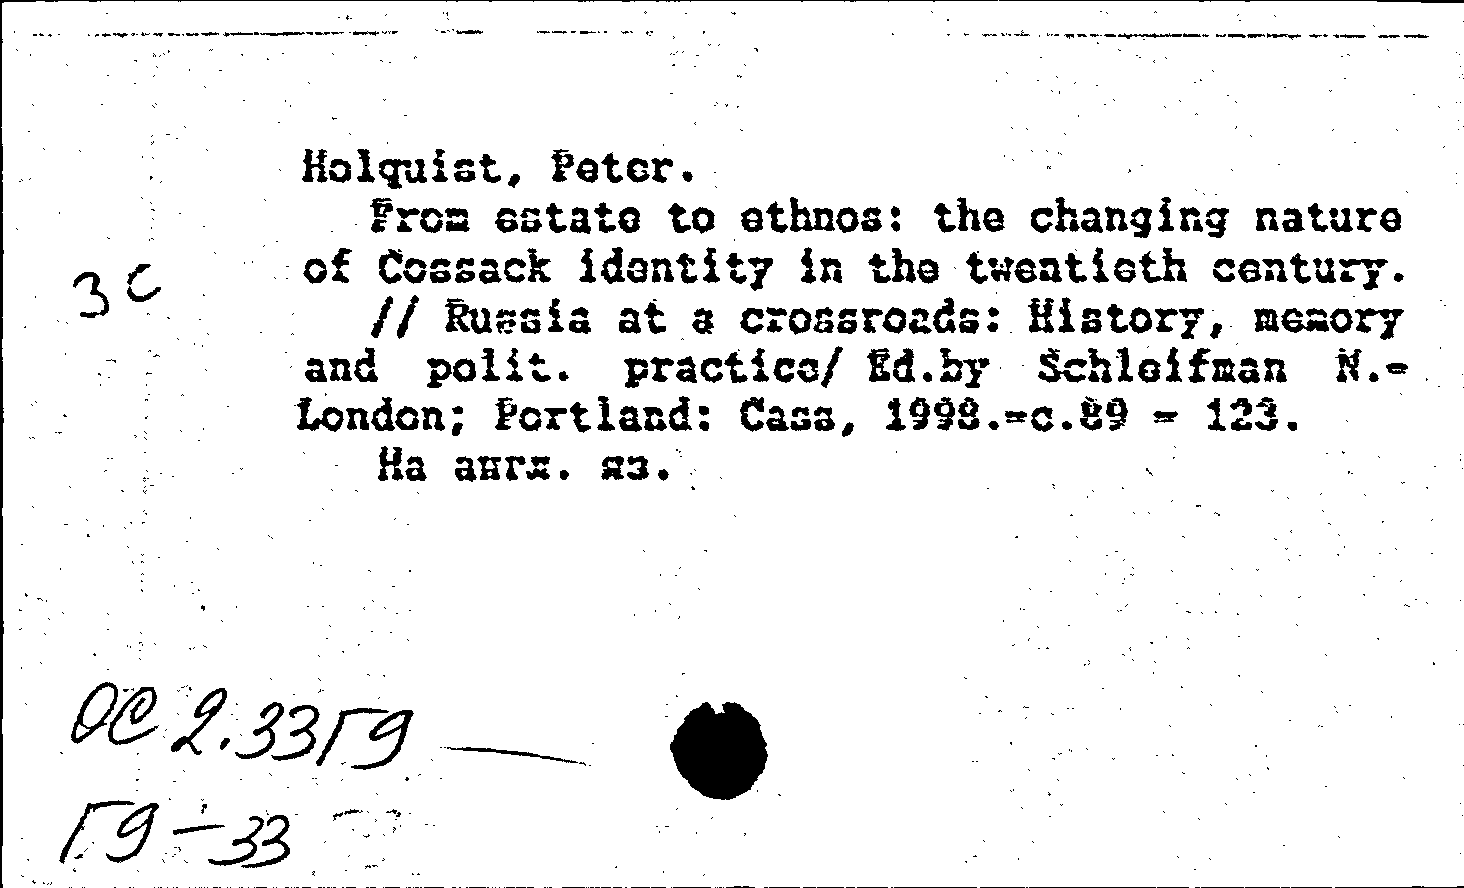 Holquist, Peter.
From estate to ethnos: the changing nature
of Cossack identity in the twentieth century.
// Russia at a crossroads: History, memory
and polit. practice/ Ed.by Schleifman N.-
London; Portland: Cass, 1998.-с.89 - 123.
На англ. яз.
3С
ОС 2.33Г9
Г9-33